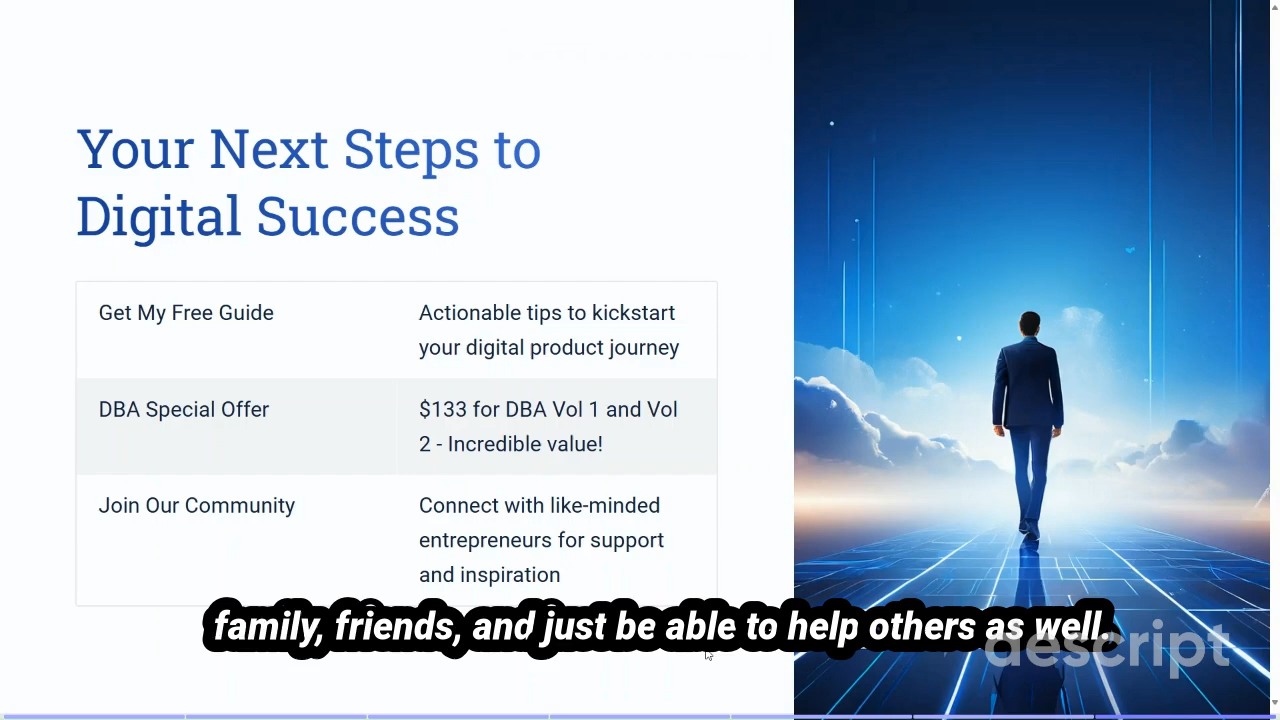 Your Next Steps to
Digital Success
Get My Free Guide
Actionable tips to kickstart
your digital product journey
DBA Special Offer
$133 for DBA Vol 1 and Vol
2 - Incredible value!
Join Our Community
Connect with like-minded
entrepreneurs for support
and inspiration
family, friends, and just be able to help others as well.
descript